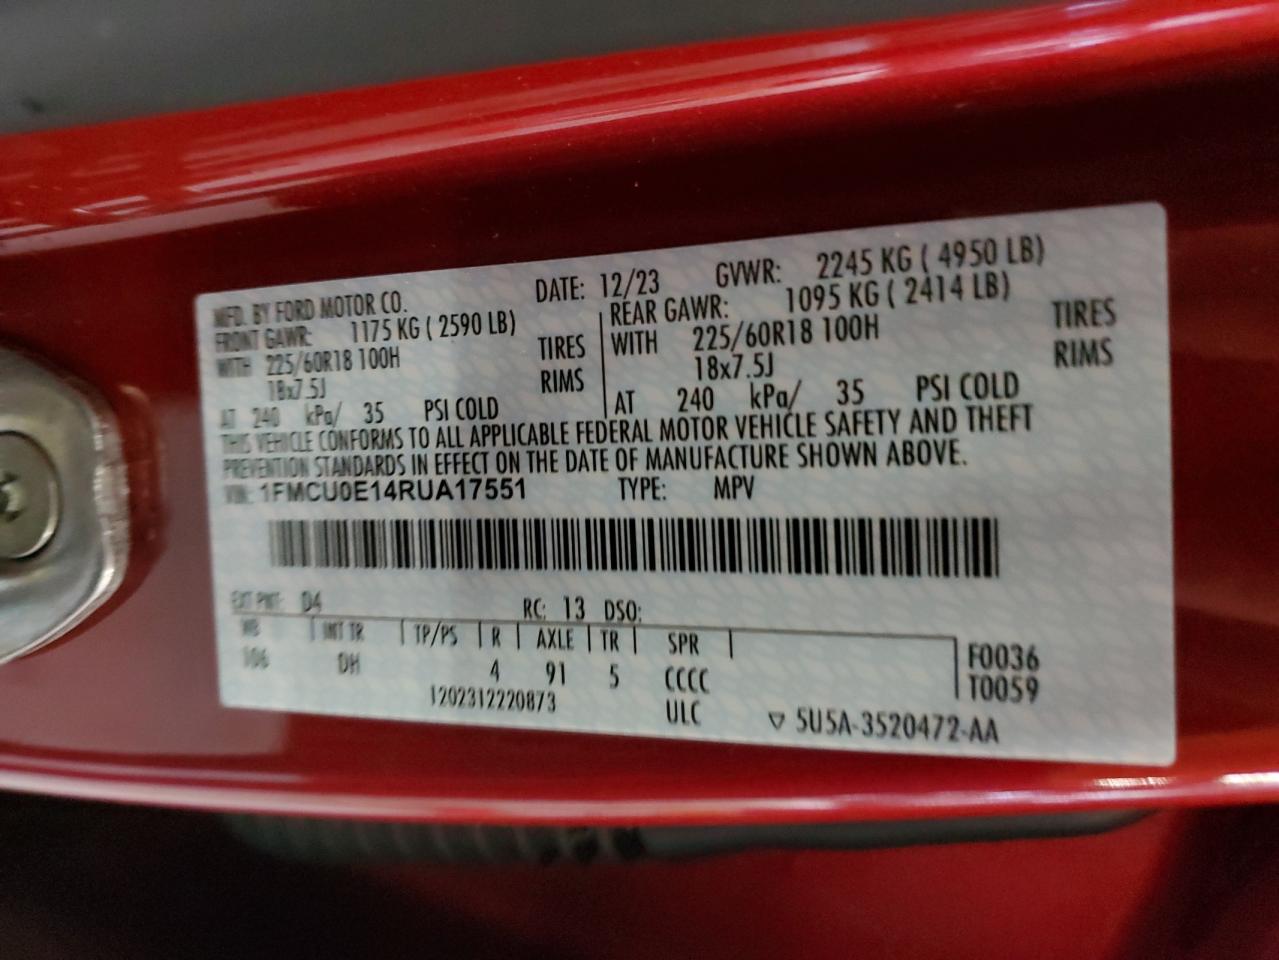 MFD. BY FORD MOTOR CO. DATE: 12/23 GVWR: 2245 KG ( 4950 LB)
FRONT GAWR: 1175 KG ( 2590 LB) REAR GAWR: 1095 KG ( 2414 LB)
WITH 225/60R18 100H TIRES WITH 225/60R18 100H TIRES
18x7.5J RIMS 18x7.5J RIMS
AT 240 kPa/ 35 PSI COLD AT 240 kPa/ 35 PSI COLD
THIS VEHICLE CONFORMS TO ALL APPLICABLE FEDERAL MOTOR VEHICLE SAFETY AND THEFT
PREVENTION STANDARDS IN EFFECT ON THE DATE OF MANUFACTURE SHOWN ABOVE.
VIN: 1FMCU0E14RUA17551 TYPE: MPV
EXT PNT: D4 RC: 13 DSO:
WB INT TR TP/PS R AXLE TR SPR F0036
106 DH 4 91 5 CCCC T0059
1202312220873 ULC ▽ 5U5A-3520472-AA